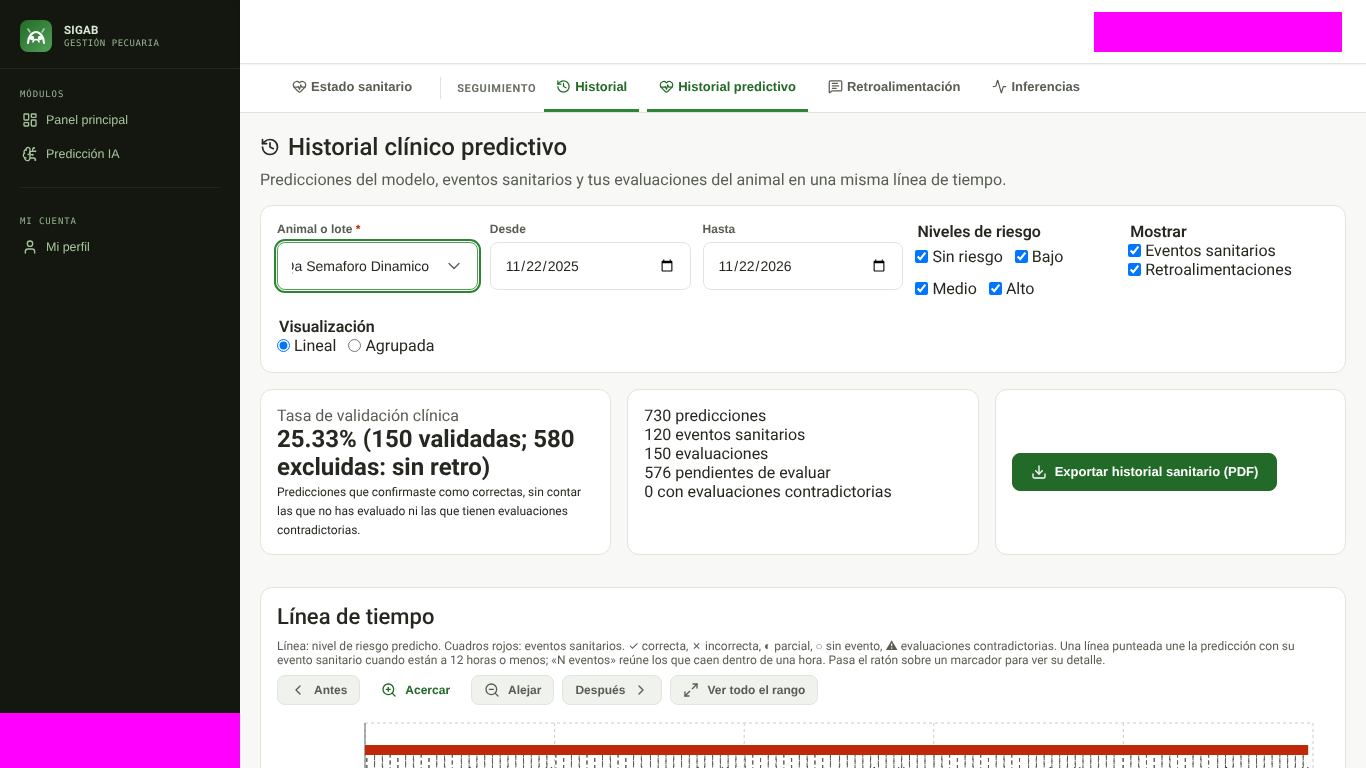 SIGAB
GESTIÓN PECUARIA
MÓDULOS
Panel principal
Predicción IA
MI CUENTA
Mi perfil
Estado sanitario
SEGUIMIENTO
Historial
Historial predictivo
Retroalimentación
Inferencias
Historial clínico predictivo
Predicciones del modelo, eventos sanitarios y tus evaluaciones del animal en una misma línea de tiempo.
Animal o lote *
Semaforo Dinamico
Desde
11/22/2025
Hasta
11/22/2026
Niveles de riesgo
Sin riesgo
Bajo
Medio
Alto
Mostrar
Eventos sanitarios
Retroalimentaciones
Visualización
Lineal
Agrupada
Tasa de validación clínica
25.33% (150 validadas; 580
excluidas: sin retro)
Predicciones que confirmaste como correctas, sin contar
las que no has evaluado ni las que tienen evaluaciones
contradictorias.
730 predicciones
120 eventos sanitarios
150 evaluaciones
576 pendientes de evaluar
0 con evaluaciones contradictorias
Exportar historial sanitario (PDF)
Línea de tiempo
Línea: nivel de riesgo predicho. Cuadros rojos: eventos sanitarios. ✓ correcta, × incorrecta, ◐ parcial, ○ sin evento, ⚠ evaluaciones contradictorias. Una línea punteada une la predicción con su
evento sanitario cuando están a 12 horas o menos; «N eventos» reúne los que caen dentro de una hora. Pasa el ratón sobre un marcador para ver su detalle.
Antes
Acercar
Alejar
Después
Ver todo el rango